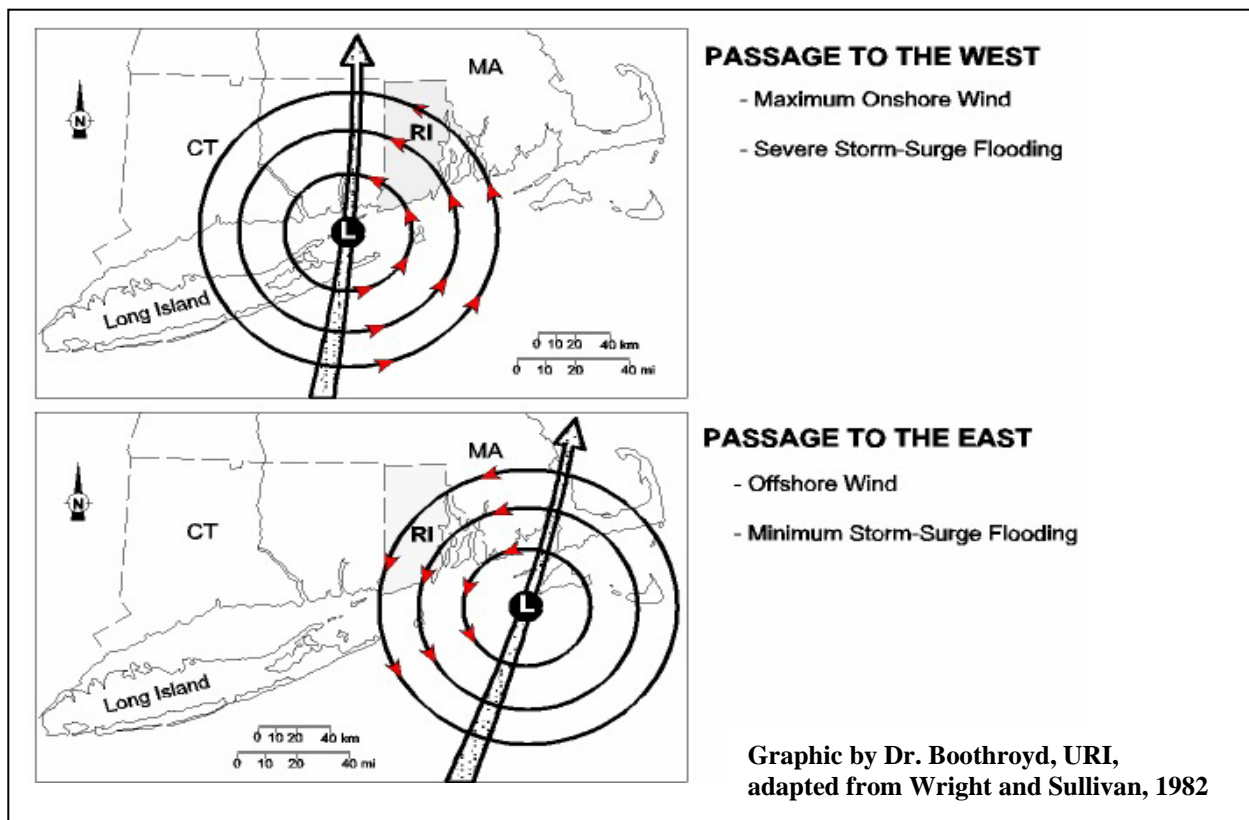 MA
N
CT
RI
L
Long Island
0 10 20 40 km
0 10 20 40 mi
PASSAGE TO THE WEST
- Maximum Onshore Wind
- Severe Storm-Surge Flooding
MA
N
CT
RI
L
Long Island
0 10 20 40 km
0 10 20 40 mi
PASSAGE TO THE EAST
- Offshore Wind
- Minimum Storm-Surge Flooding
Graphic by Dr. Boothroyd, URI,
adapted from Wright and Sullivan, 1982